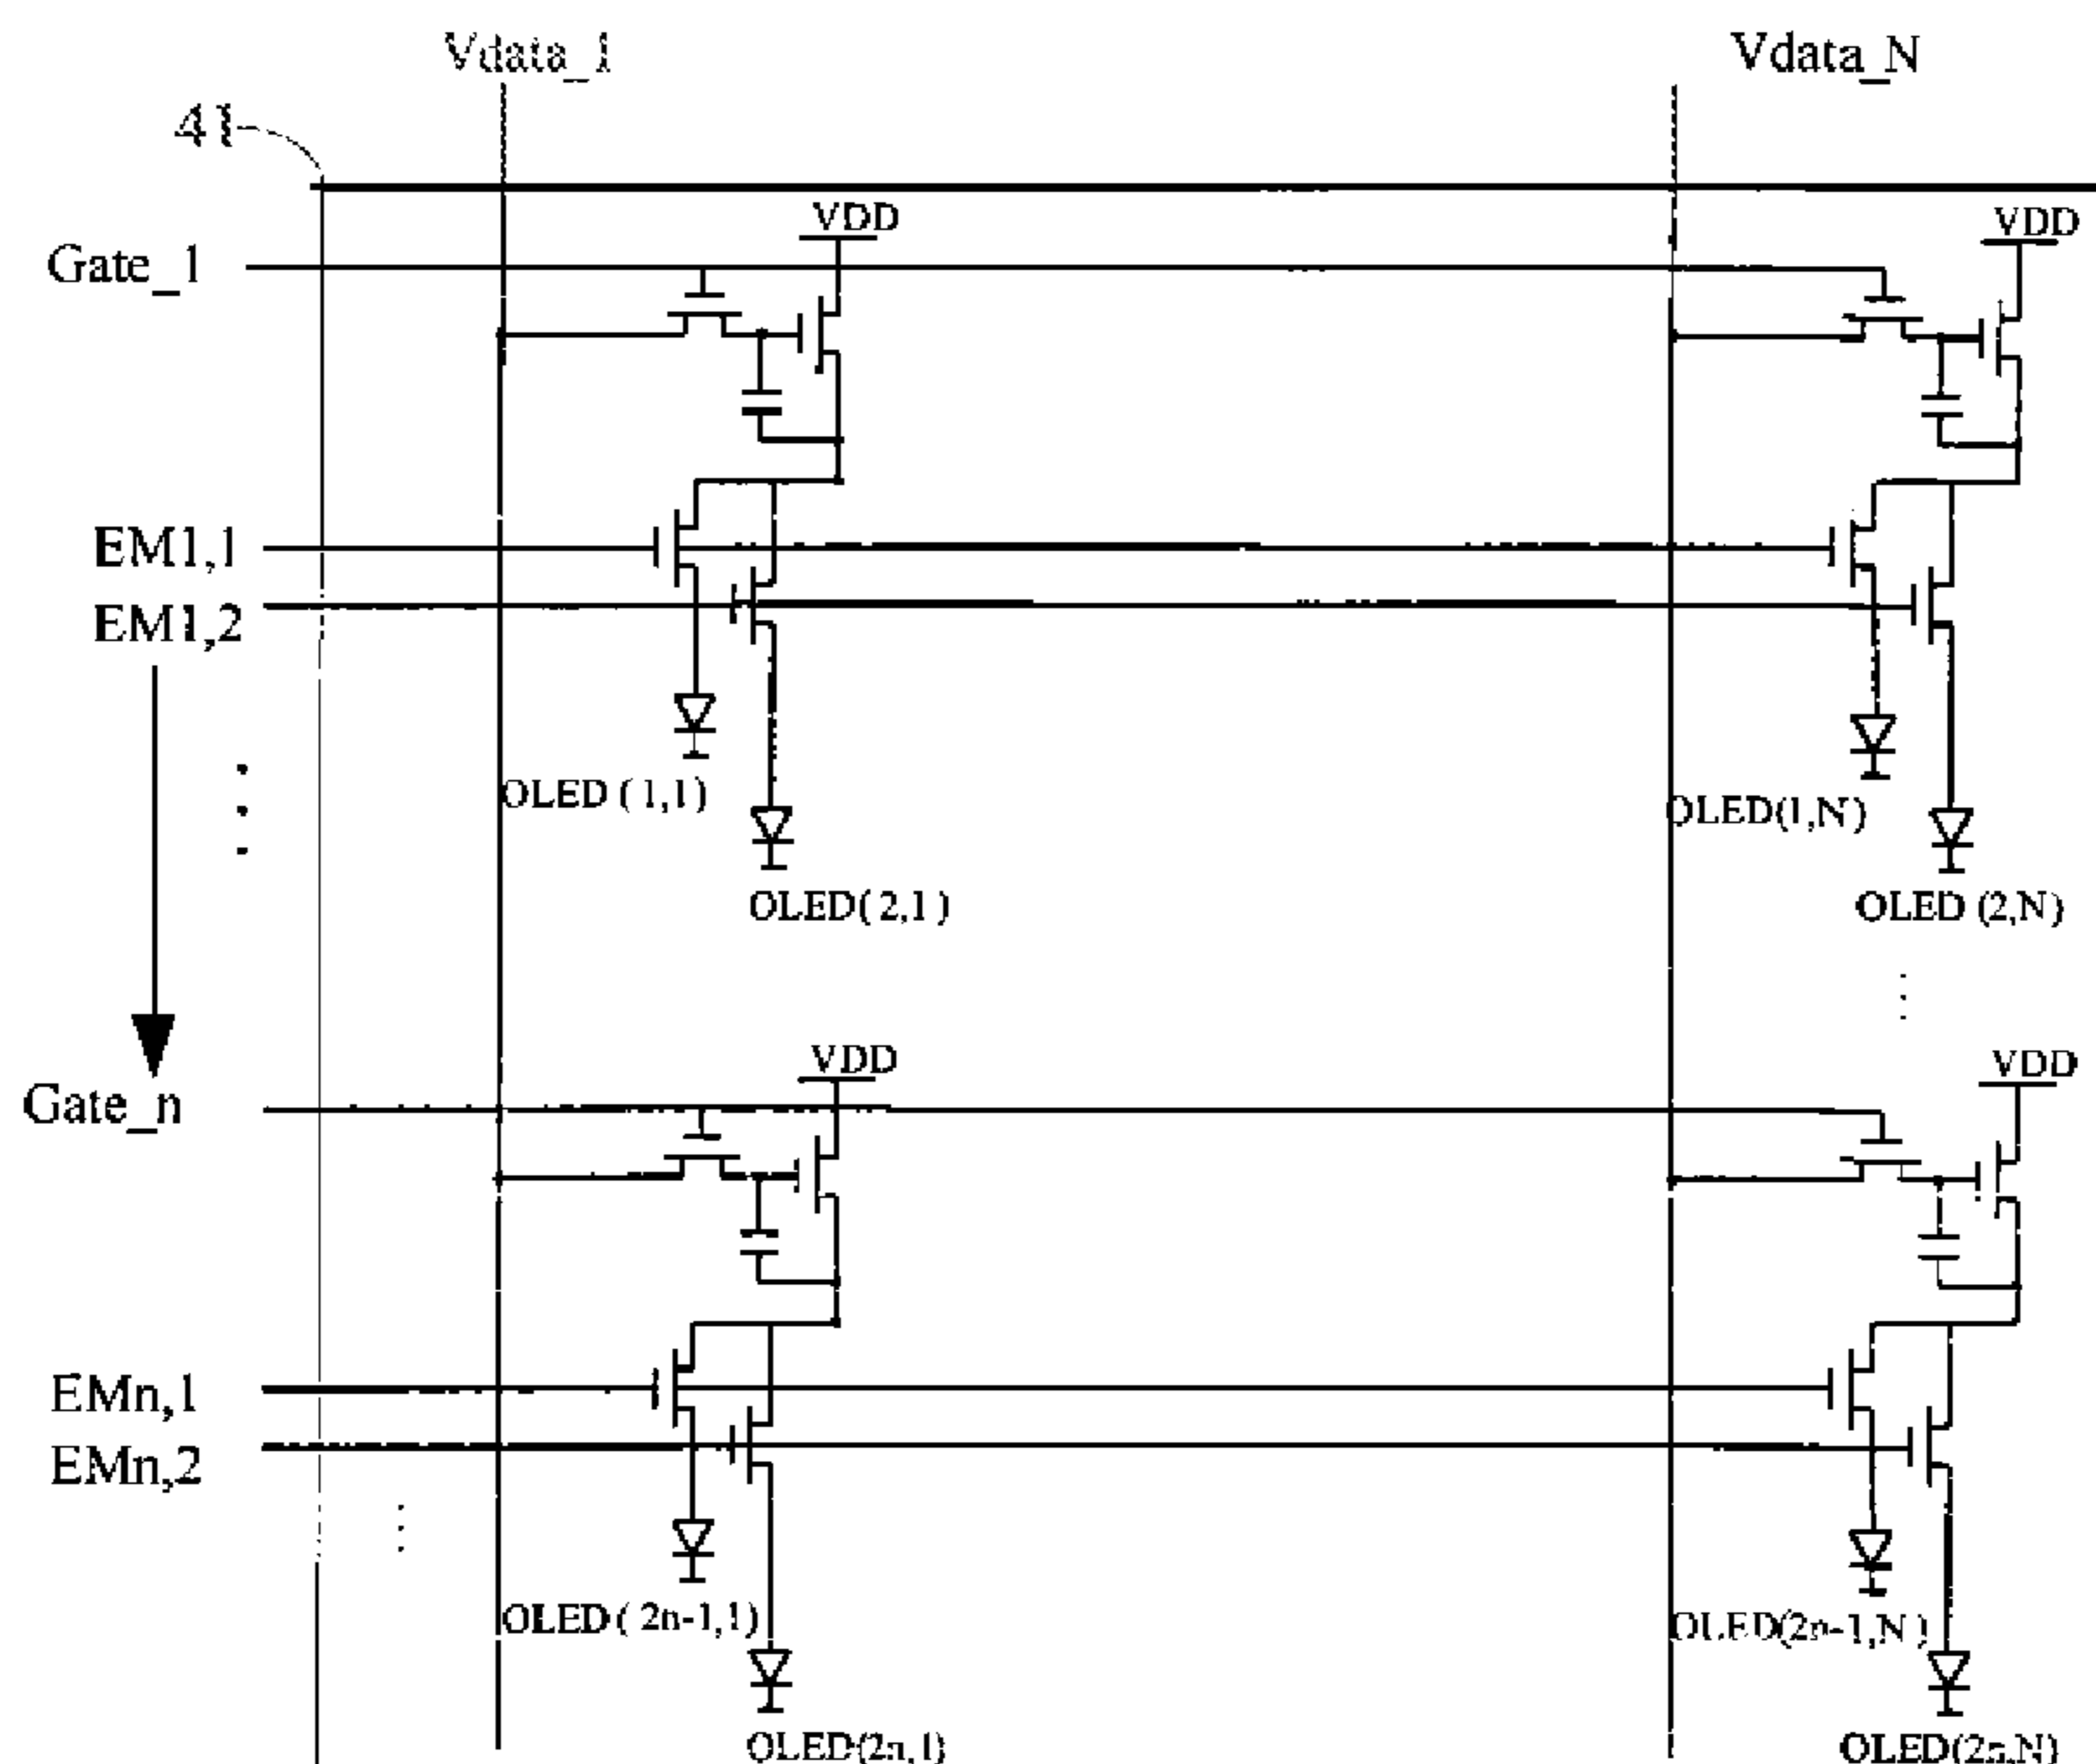 Vdata_1
Vdata_N
41
VDD
VDD
Gate_1
EM1,1
EM1,2
OLED (1,1)
OLED(1,N)
OLED(2,1)
OLED (2,N)
VDD
VDD
Gate_n
EMn,1
EMn,2
OLED( 2n-1,1)
OLED(2n-1,N)
OLED(2n,1)
OLED(2n,N)